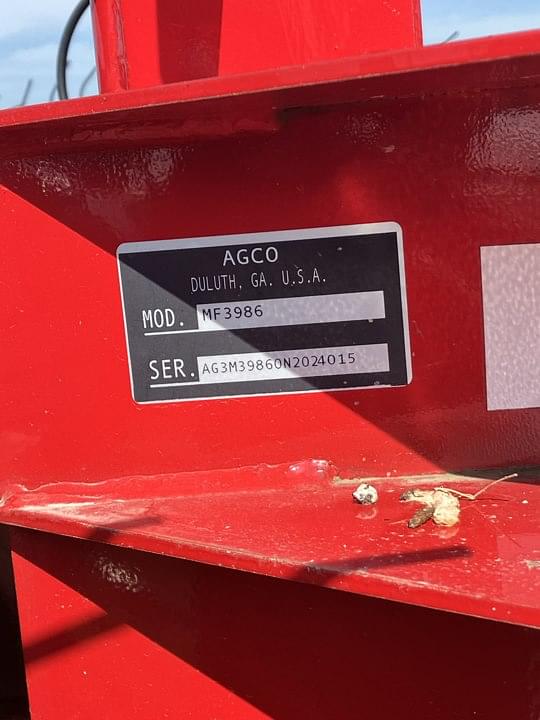 AGCO
DULUTH, GA. U.S.A.
MOD. MF3986
SER. AG3M39860N2024015